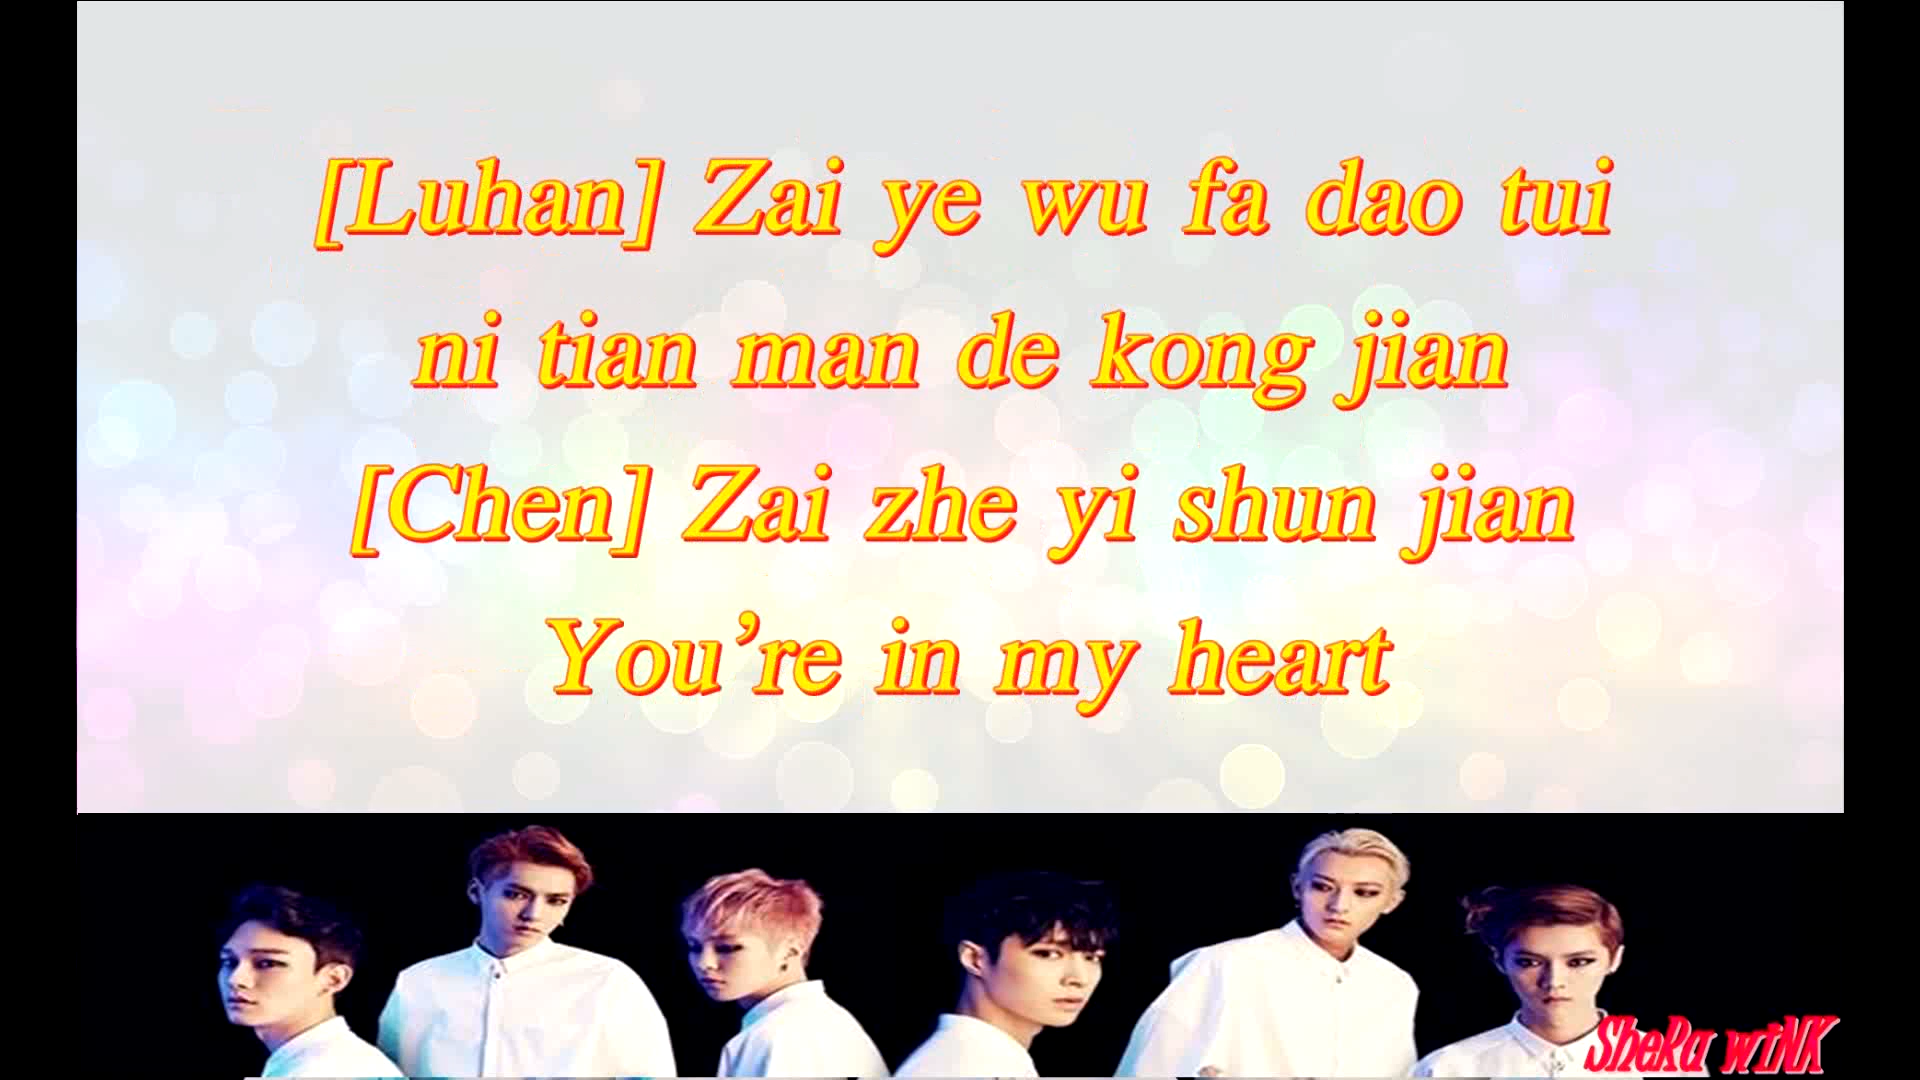 [Luhan] Zai ye wu fa dao tui
ni tian man de kong jian
[Chen] Zai zhe yi shun jian
You're in my heart
SheRa wiNK